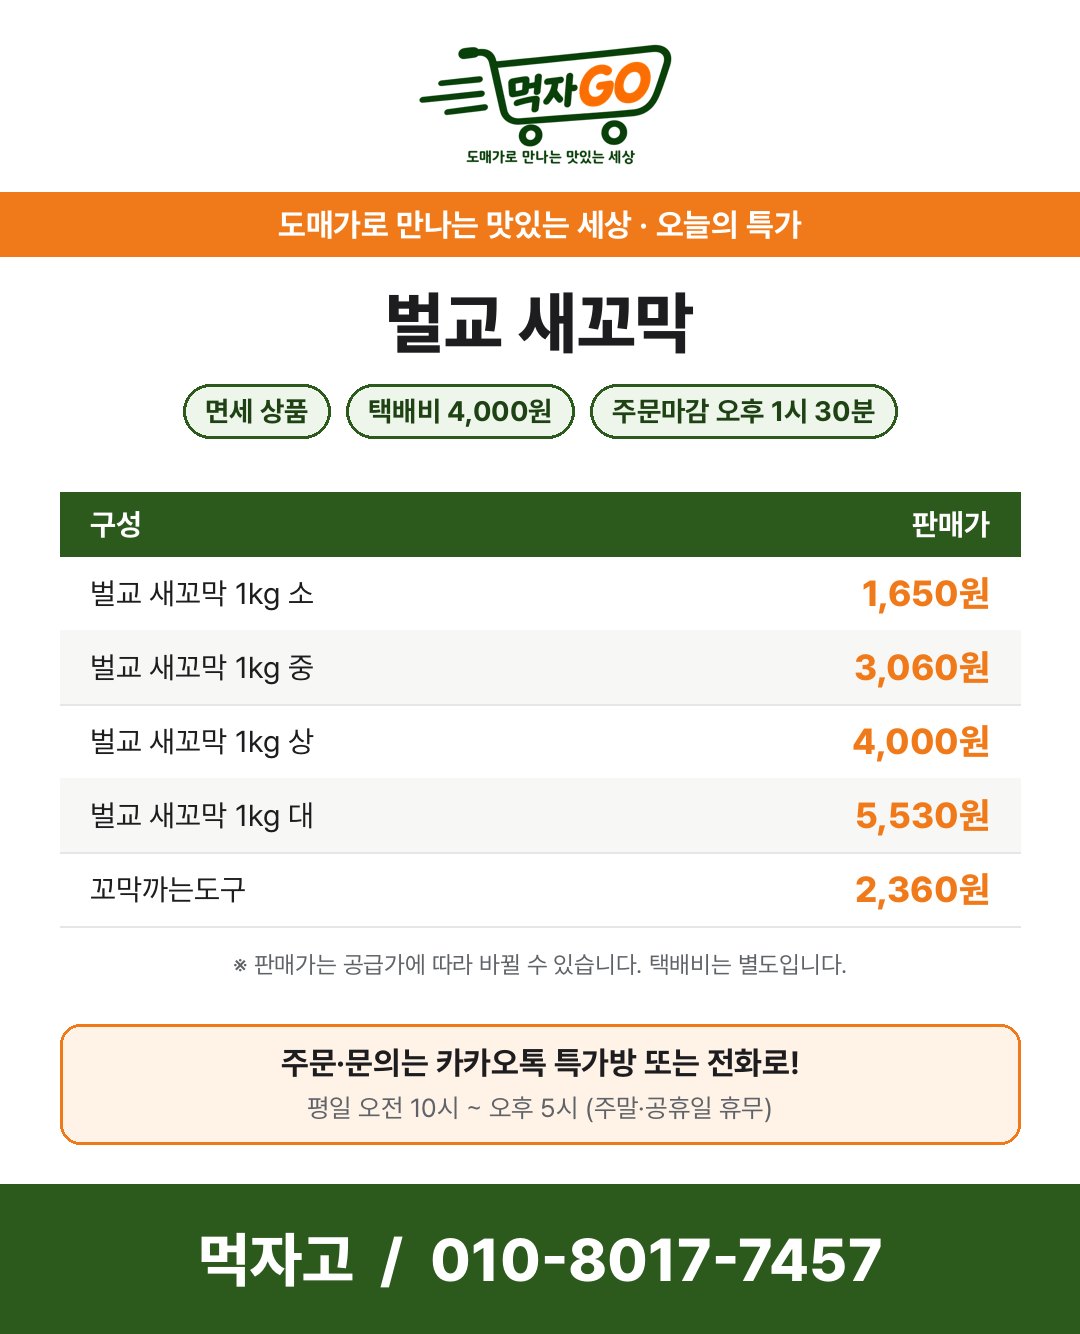 먹자GO
도매가로 만나는 맛있는 세상
도매가로 만나는 맛있는 세상 · 오늘의 특가
벌교 새꼬막
면세 상품 택배비 4,000원 주문마감 오후 1시 30분
구성 판매가
벌교 새꼬막 1kg 소 1,650원
벌교 새꼬막 1kg 중 3,060원
벌교 새꼬막 1kg 상 4,000원
벌교 새꼬막 1kg 대 5,530원
꼬막까는도구 2,360원
※ 판매가는 공급가에 따라 바뀔 수 있습니다. 택배비는 별도입니다.
주문·문의는 카카오톡 특가방 또는 전화로!
평일 오전 10시 ~ 오후 5시 (주말·공휴일 휴무)
먹자고 / 010-8017-7457